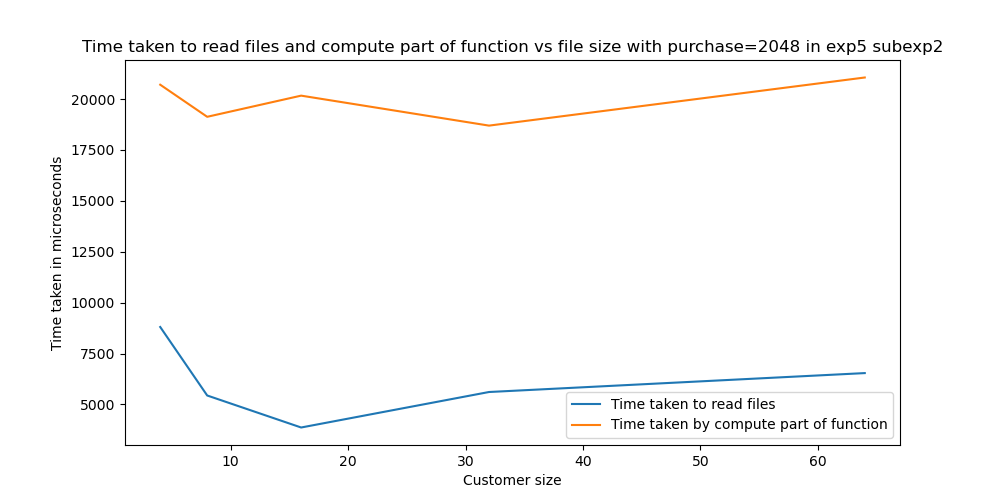 Time taken to read files and compute part of function vs file size with purchase=2048 in exp5 subexp2
Time taken in microseconds
20000
17500
15000
12500
10000
7500
5000
10 20 30 40 50 60
Customer size
Time taken to read files
Time taken by compute part of function